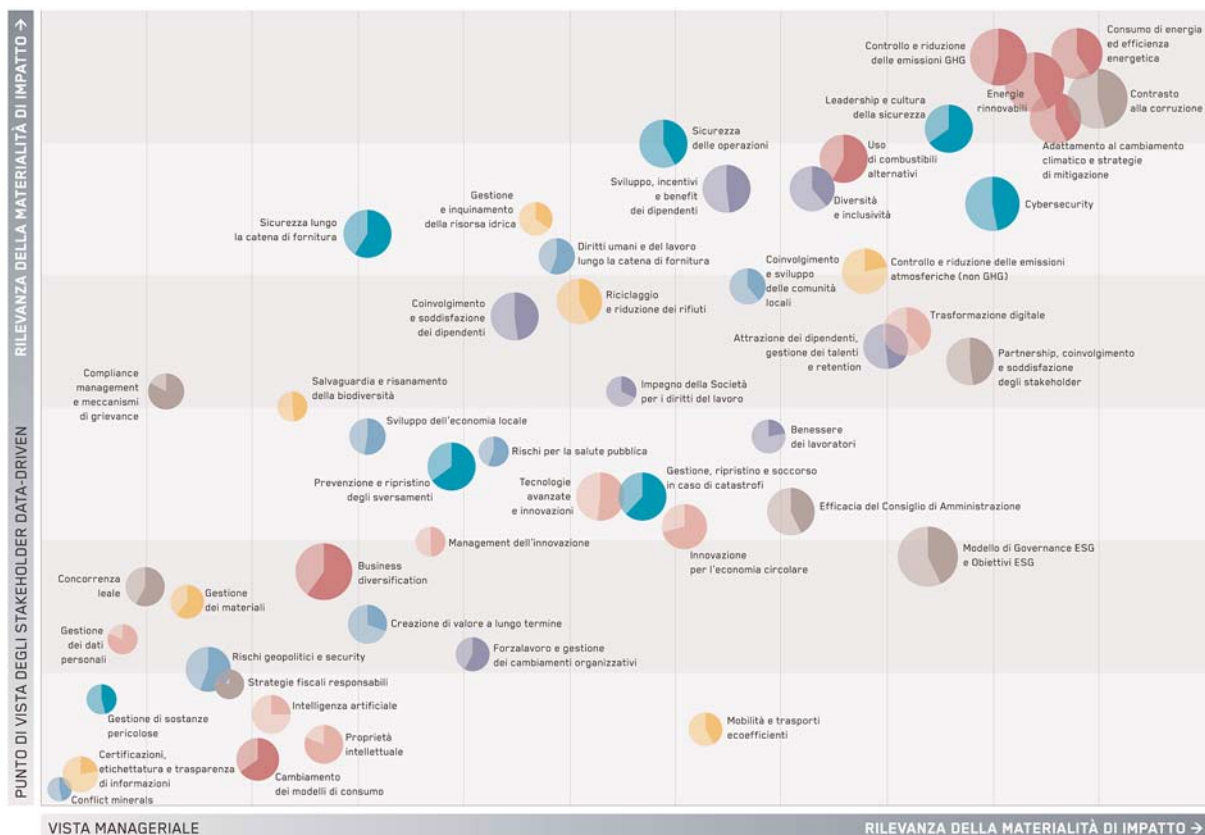 RILEVANZA DELLA MATERIALITÀ DI IMPATTO →
PUNTO DI VISTA DEGLI STAKEHOLDER DATA-DRIVEN
Controllo e riduzione
delle emissioni GHG
Consumo di energia
ed efficienza
energetica
Energie
rinnovabili
Contrasto
alla corruzione
Leadership e cultura
della sicurezza
Adattamento al cambiamento
climatico e strategie
di mitigazione
Sicurezza
delle operazioni
Uso
di combustibili
alternativi
Sviluppo, incentivi
e benefit
dei dipendenti
Diversità
e inclusività
Cybersecurity
Gestione
e inquinamento
della risorsa idrica
Sicurezza lungo
la catena di fornitura
Diritti umani e del lavoro
lungo la catena di fornitura
Coinvolgimento
e sviluppo
delle comunità
locali
Controllo e riduzione delle emissioni
atmosferiche (non GHG)
Coinvolgimento
e soddisfazione
dei dipendenti
Riciclaggio
e riduzione dei rifiuti
Trasformazione digitale
Attrazione dei dipendenti,
gestione dei talenti
e retention
Partnership, coinvolgimento
e soddisfazione
degli stakeholder
Compliance
management
e meccanismi
di grievance
Salvaguardia e risanamento
della biodiversità
Impegno della Società
per i diritti del lavoro
Sviluppo dell'economia locale
Benessere
dei lavoratori
Rischi per la salute pubblica
Prevenzione e ripristino
degli sversamenti
Tecnologie
avanzate
e innovazioni
Gestione, ripristino e soccorso
in caso di catastrofi
Efficacia del Consiglio di Amministrazione
Management dell'innovazione
Innovazione
per l'economia circolare
Modello di Governance ESG
e Obiettivi ESG
Business
diversification
Concorrenza
leale
Gestione
dei materiali
Creazione di valore a lungo termine
Gestione
dei dati
personali
Forzalavoro e gestione
dei cambiamenti organizzativi
Rischi geopolitici e security
Strategie fiscali responsabili
Intelligenza artificiale
Gestione di sostanze
pericolose
Proprietà
intellettuale
Mobilità e trasporti
ecoefficienti
Certificazioni,
etichettatura e trasparenza
di informazioni
Cambiamento
dei modelli di consumo
Conflict minerals
VISTA MANAGERIALE
RILEVANZA DELLA MATERIALITÀ DI IMPATTO →